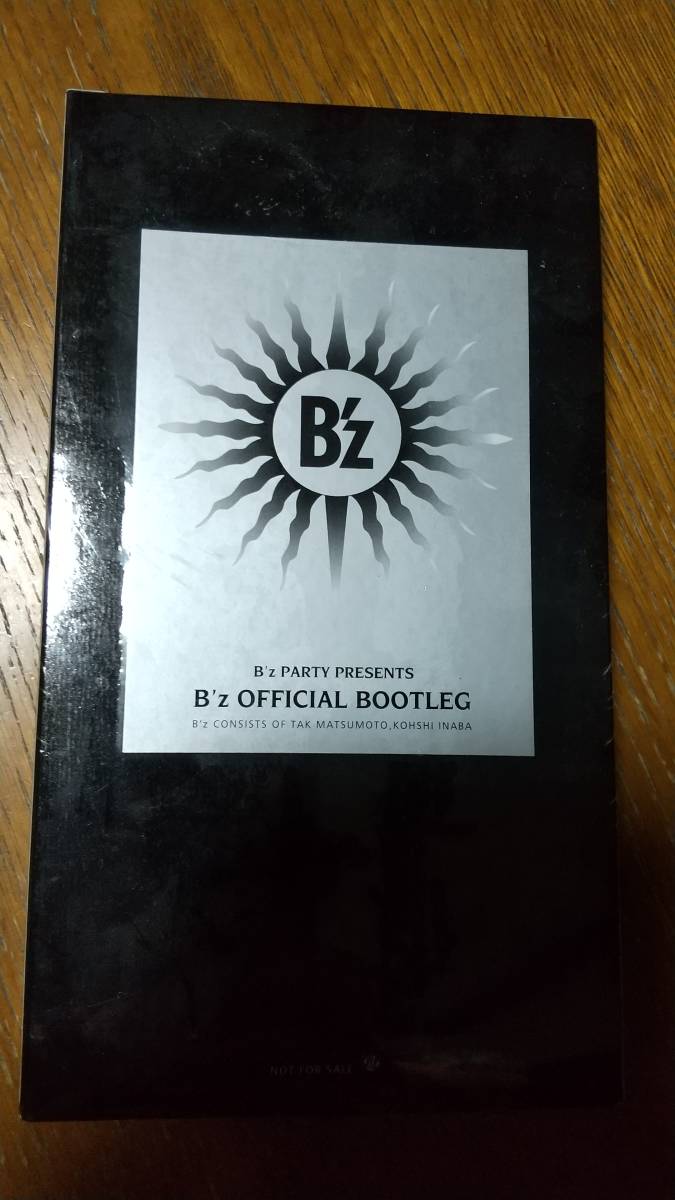 B'z
B'z PARTY PRESENTS
B'z OFFICIAL BOOTLEG
B'z CONSISTS OF TAK MATSUMOTO,KOHSHI INABA
NOT FOR SALE